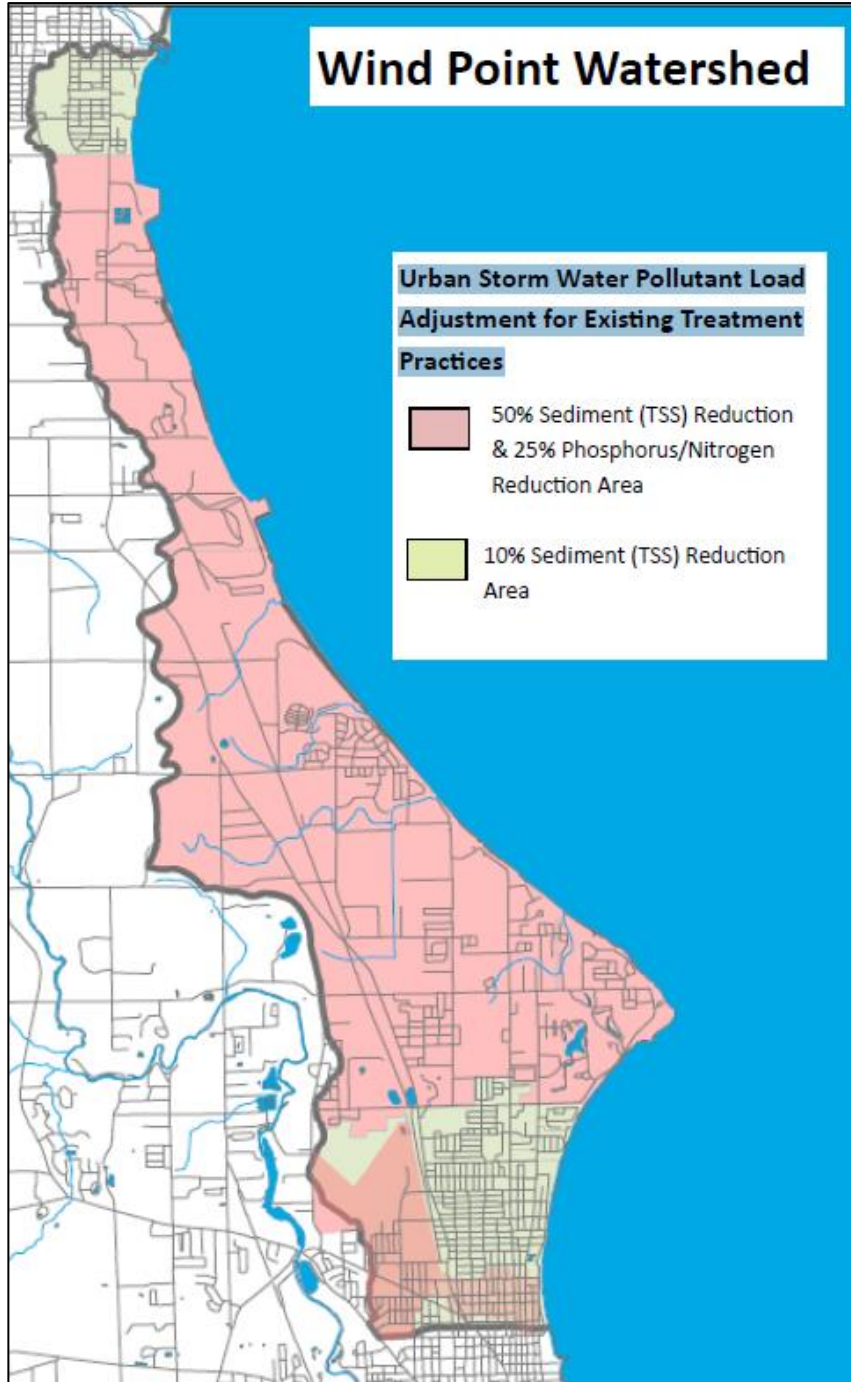 Wind Point Watershed
Urban Storm Water Pollutant Load
Adjustment for Existing Treatment
Practices
50% Sediment (TSS) Reduction
& 25% Phosphorus/Nitrogen
Reduction Area
10% Sediment (TSS) Reduction
Area